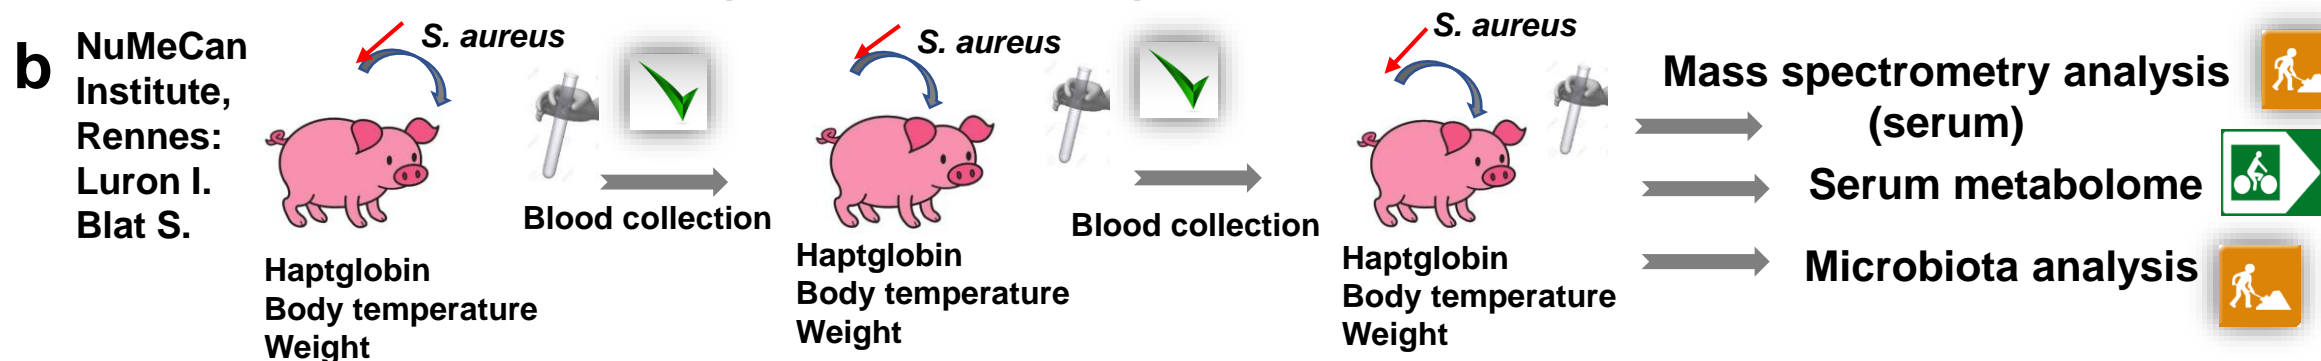 b
NuMeCan
Institute,
Rennes:
Luron I.
Blat S.
S. aureus
Blood collection
Haptglobin
Body temperature
Weight
S. aureus
Blood collection
Haptglobin
Body temperature
Weight
S. aureus
Haptglobin
Body temperature
Weight
Mass spectrometry analysis
(serum)
Serum metabolome
Microbiota analysis